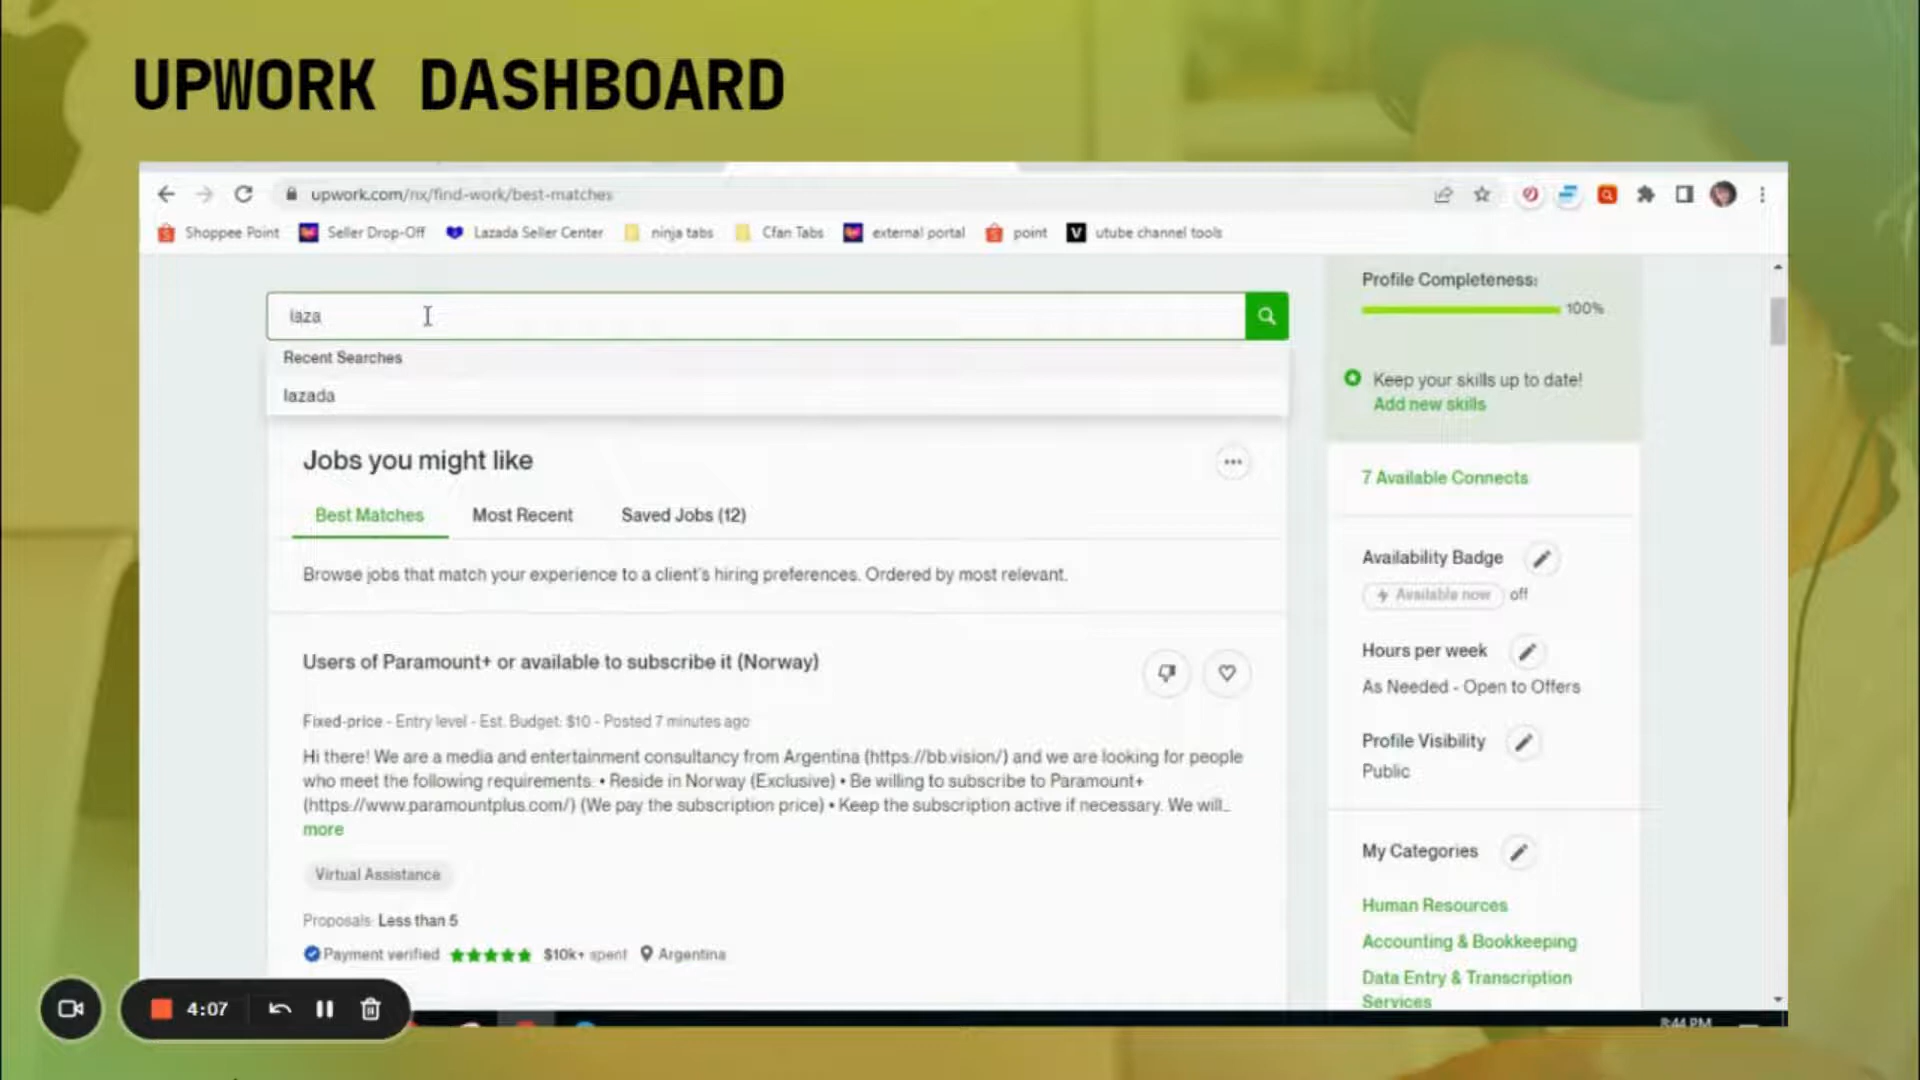 UPWORK DASHBOARD
upwork.com/nx/find-work/best-matches
Shoppee Point
Seller Drop-Off
Lazada Seller Center
ninja tabs
Cfan Tabs
external portal
point
V
utube channel tools
laza
Recent Searches
lazada
Jobs you might like
Best Matches
Most Recent
Saved Jobs (12)
Browse jobs that match your experience to a client's hiring preferences. Ordered by most relevant.
Users of Paramount+ or available to subscribe it (Norway)
Fixed-price - Entry level - Est. Budget: $10 - Posted 7 minutes ago
Hi there! We are a media and entertainment consultancy from Argentina (https://bb.vision/) and we are looking for people
who meet the following requirements: • Reside in Norway (Exclusive) • Be willing to subscribe to Paramount+
(https://www.paramountplus.com/) (We pay the subscription price) • Keep the subscription active if necessary. We will...
more
Virtual Assistance
Proposals: Less than 5
Payment verified
$10k+ spent
Argentina
Profile Completeness:
100%
Keep your skills up to date!
Add new skills
7 Available Connects
Availability Badge
Available now off
Hours per week
As Needed - Open to Offers
Profile Visibility
Public
My Categories
Human Resources
Accounting & Bookkeeping
Data Entry & Transcription
Services
4:07
8:44 PM